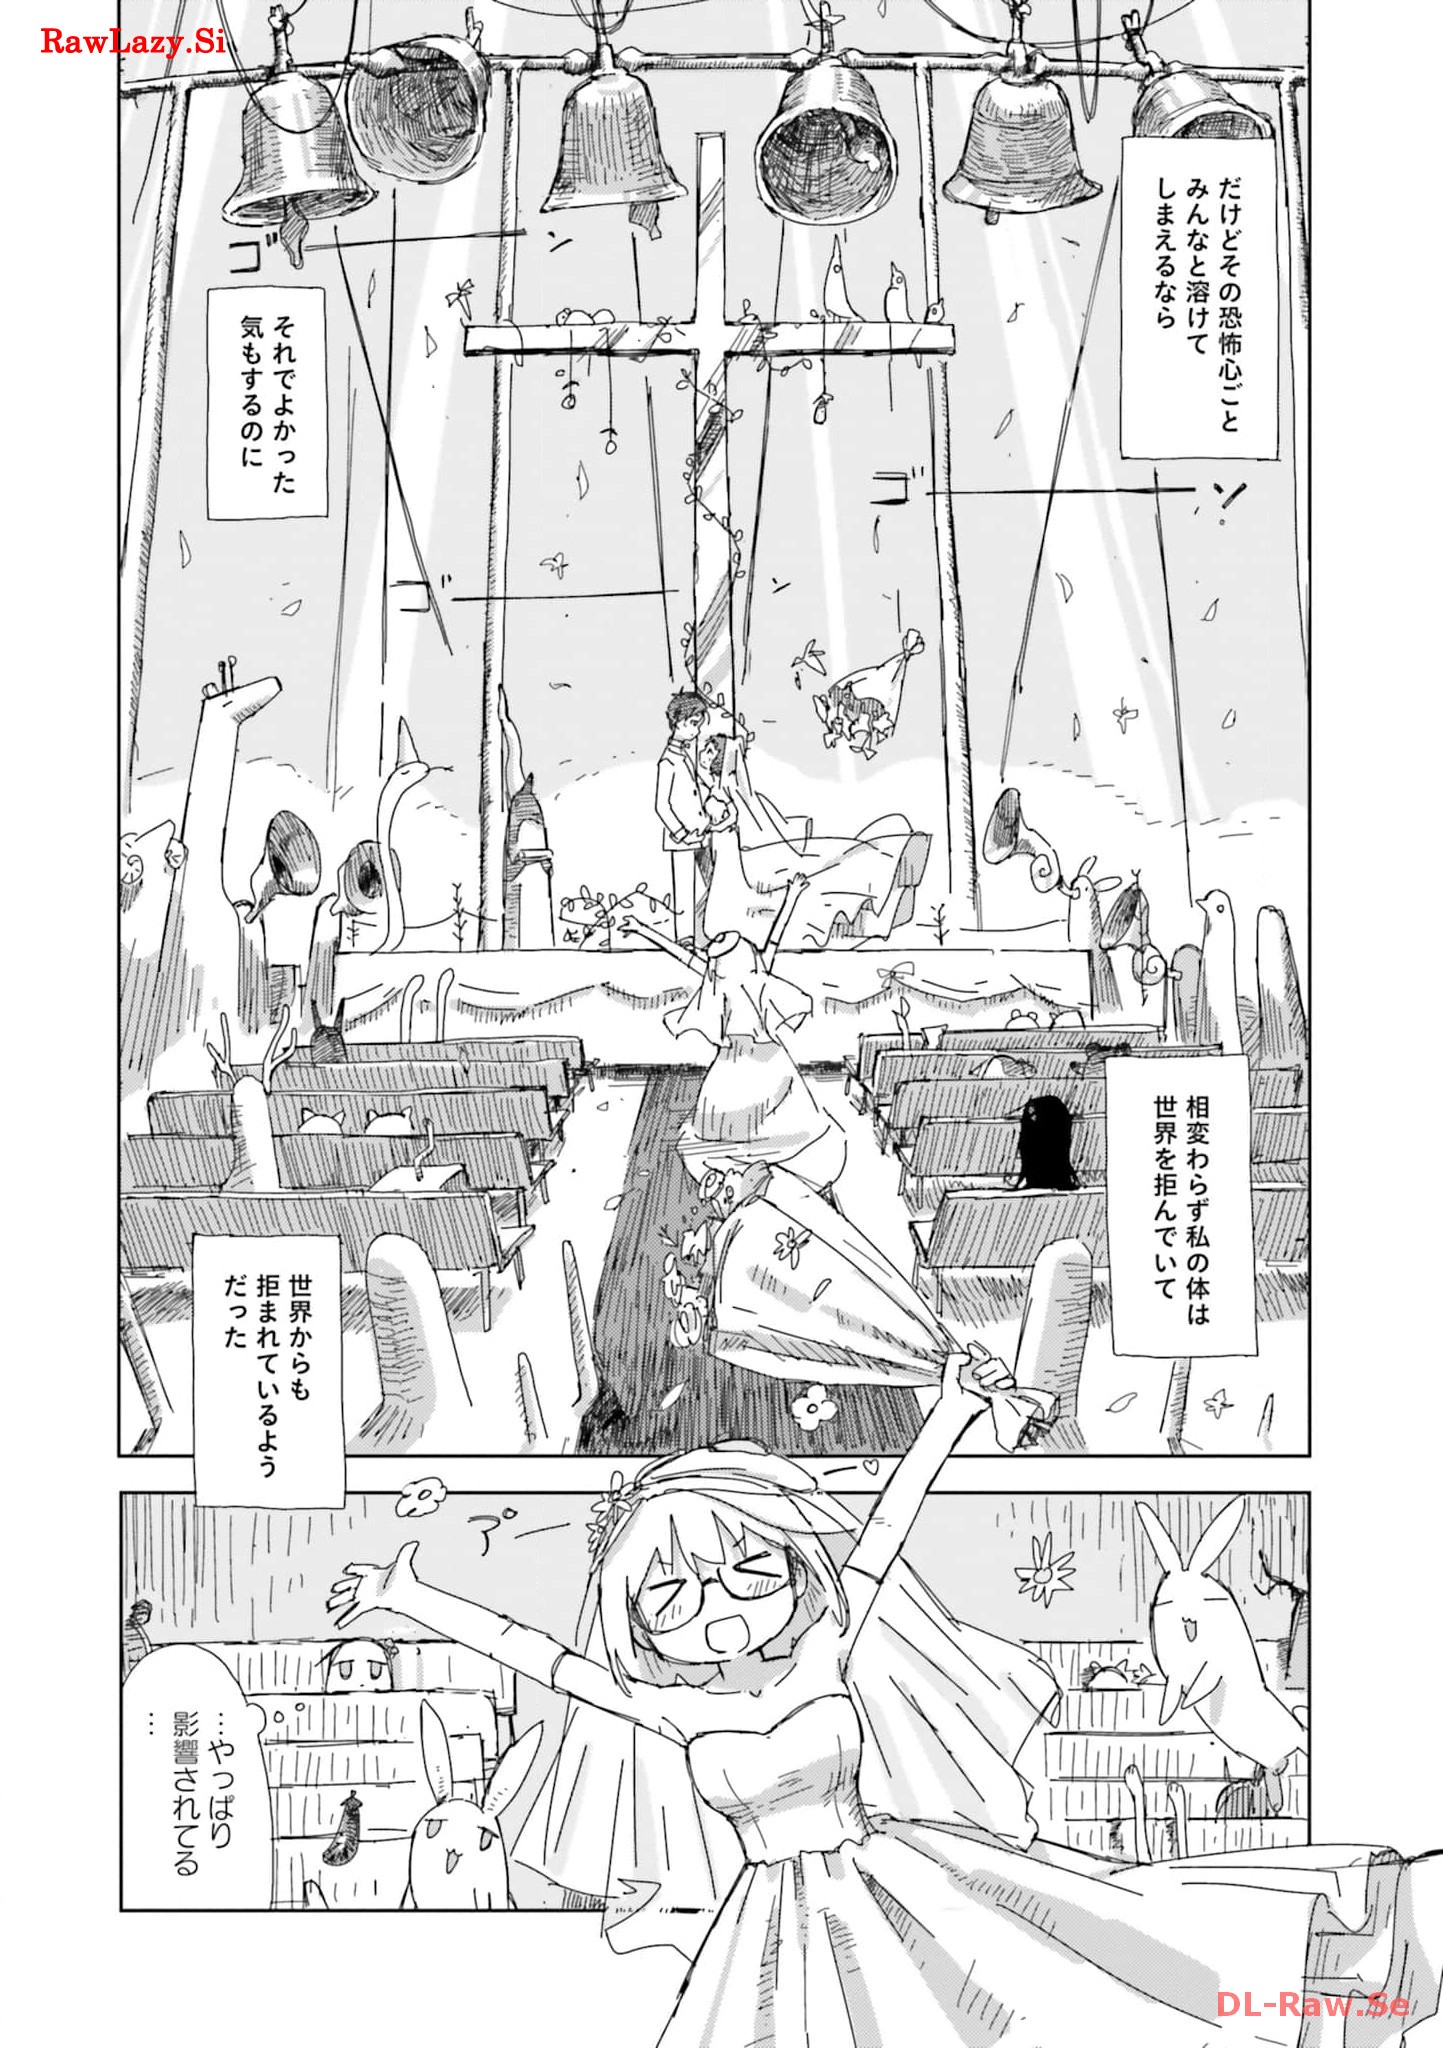 RawLazy.Si
だけどその恐怖心ごと
みんなと溶けて
しまえるなら
ゴーン
それでよかった
気もするのに
ゴーン
ゴーン
相変わらず私の体は
世界を拒んでいて
世界からも
拒まれているよう
だった
アー
…やっぱり
影響されてる
…
DL-Raw.Se